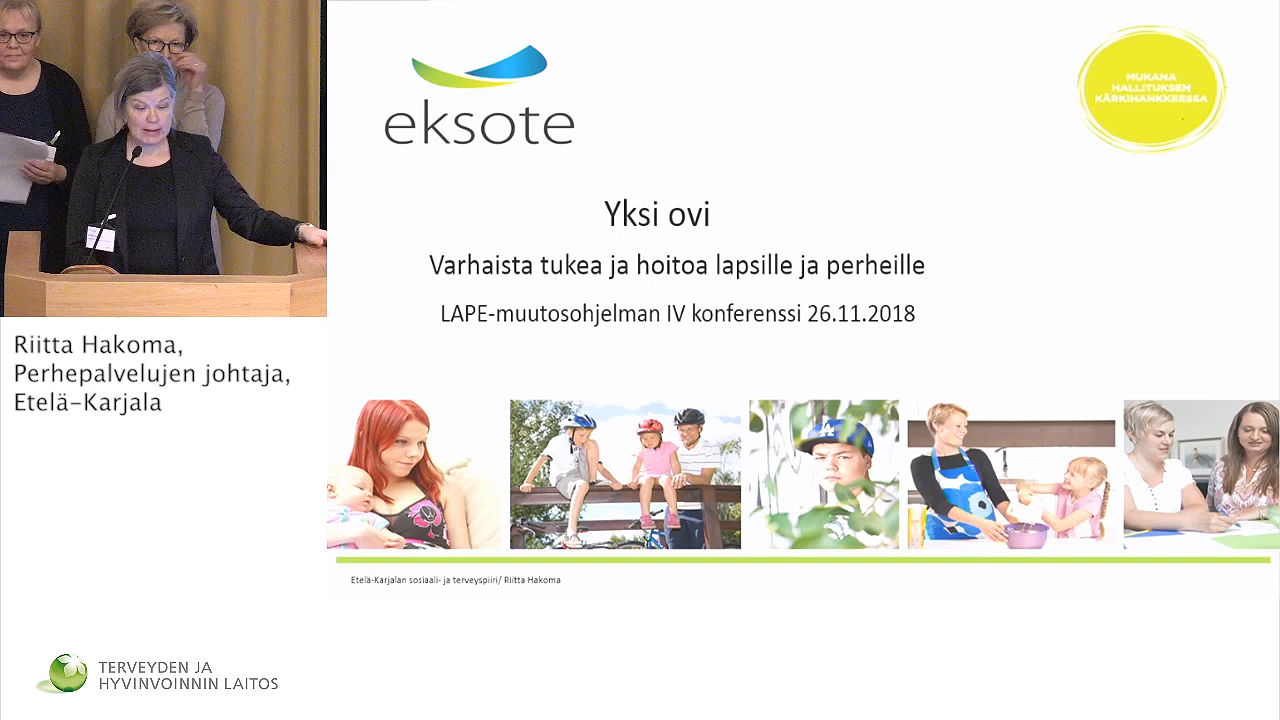 eksote
MUKANA
HALLITUKSEN
KÄRKIHANKKEESSA
Yksi ovi
Varhaista tukea ja hoitoa lapsille ja perheille
LAPE-muutosohjelman IV konferenssi 26.11.2018
Riitta Hakoma,
Perhepalvelujen johtaja,
Etelä-Karjala
LA
Etelä-Karjalan sosiaali- ja terveyspiiri/ Riitta Hakoma
TERVEYDEN JA
HYVINVOINNIN LAITOS